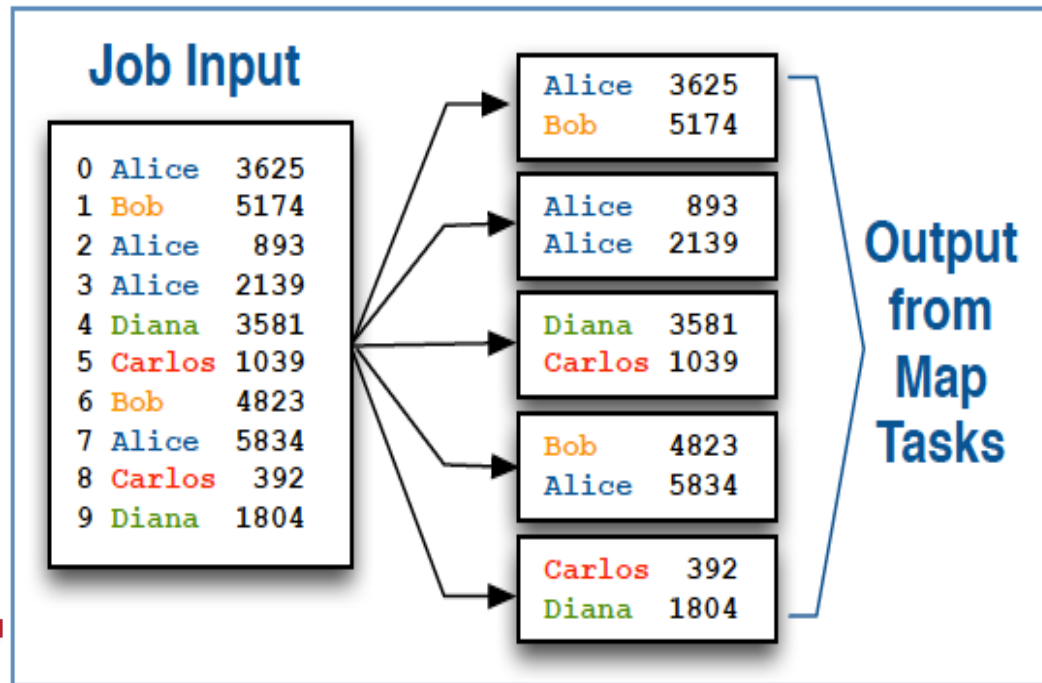 Job Input
0 Alice 3625
1 Bob 5174
2 Alice 893
3 Alice 2139
4 Diana 3581
5 Carlos 1039
6 Bob 4823
7 Alice 5834
8 Carlos 392
9 Diana 1804
Alice 3625
Bob 5174
Alice 893
Alice 2139
Diana 3581
Carlos 1039
Bob 4823
Alice 5834
Carlos 392
Diana 1804
Output
from
Map
Tasks